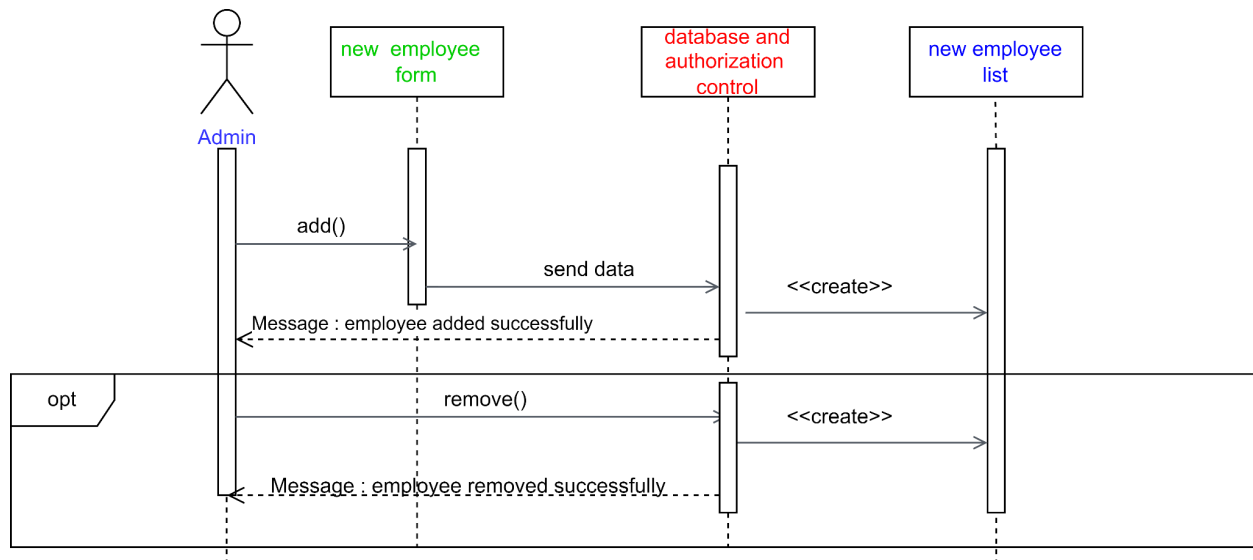 new employee
form
database and
authorization
control
new employee
list
Admin
add()
send data
<<create>>
Message : employee added successfully
opt
remove()
<<create>>
Message : employee removed successfully